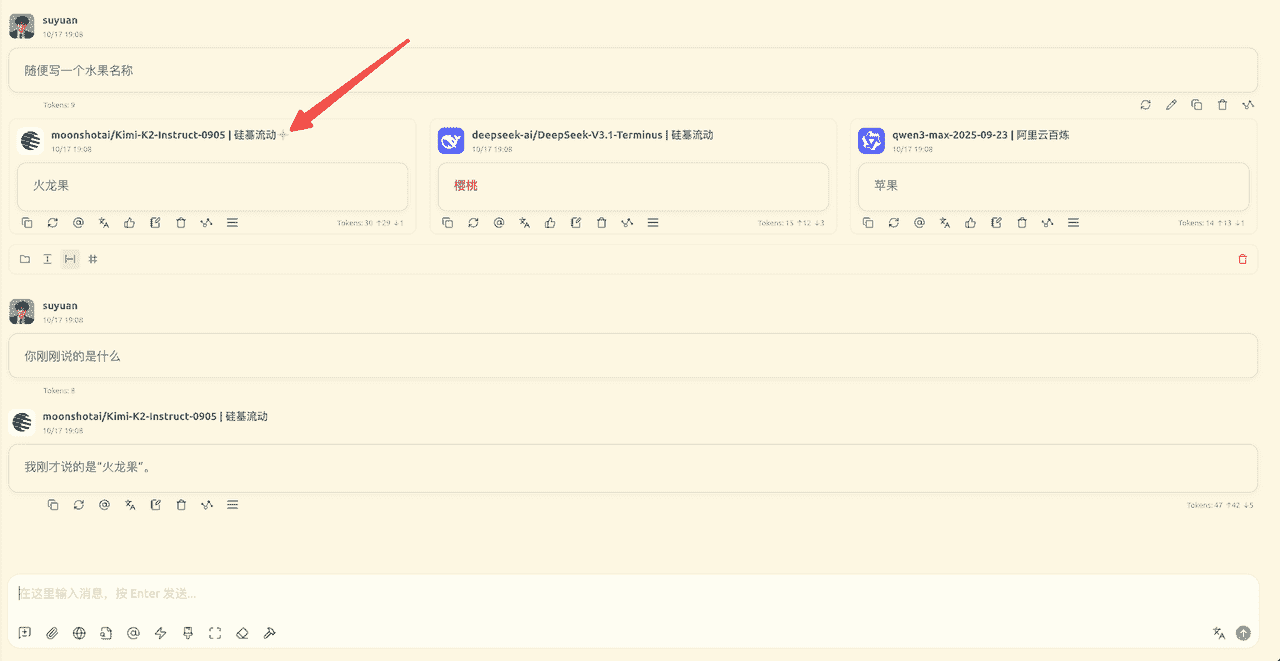 suyuan
10/17 19:08
随便写一个水果名称
Tokens: 9
moonshotai/Kimi-K2-Instruct-0905 | 硅基流动
10/17 19:08
火龙果
Tokens: 30 ↑29 ↓1
deepseek-ai/DeepSeek-V3.1-Terminus | 硅基流动
10/17 19:08
樱桃
Tokens: 15 ↑12 ↓3
qwen3-max-2025-09-23 | 阿里云百炼
10/17 19:08
苹果
Tokens: 14 ↑13 ↓1
suyuan
10/17 19:08
你刚刚说的是什么
Tokens: 8
moonshotai/Kimi-K2-Instruct-0905 | 硅基流动
10/17 19:08
我刚才说的是“火龙果”。
Tokens: 47 ↑42 ↓5
在这里输入消息，按 Enter 发送...